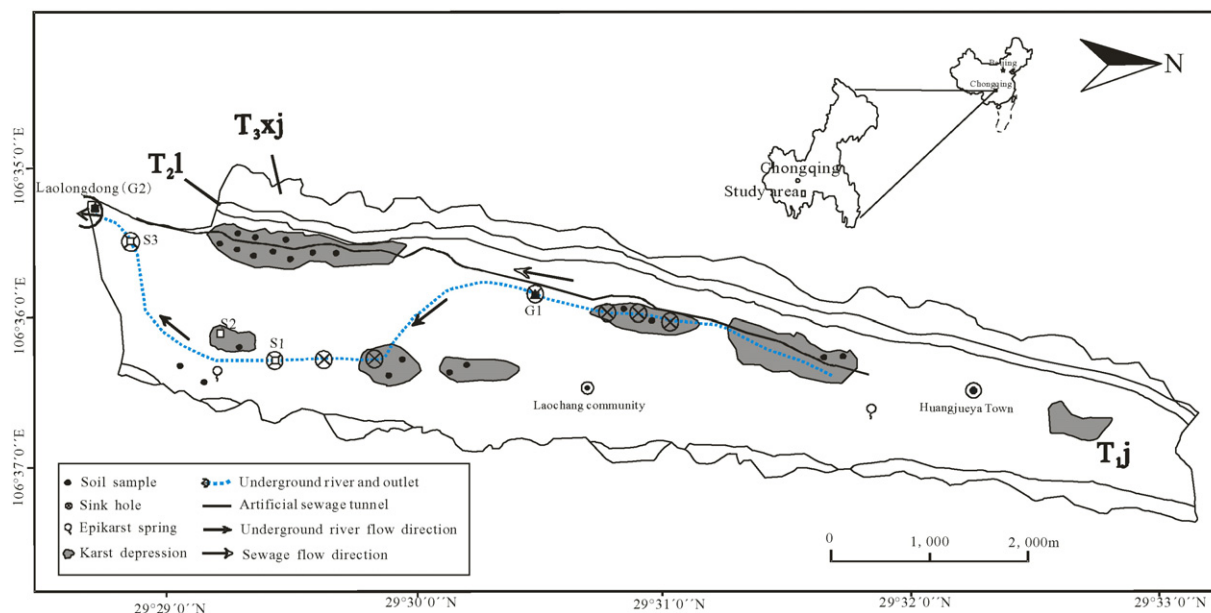 Beijing
Chongqing
N
T₃xj
T₂l
Chongqing
Study area
Laolongdong(G2)
S3
G1
S2
S1
Laochang community
Huangjueya Town
T₁j
106°35′0″E
106°36′0″E
106°37′0″E
Soil sample
Sink hole
Epikarst spring
Karst depression
Underground river and outlet
Artificial sewage tunnel
Underground river flow direction
Sewage flow direction
0 1,000 2,000m
29°29′0″N 29°30′0″N 29°31′0″N 29°32′0″N 29°33′0″N